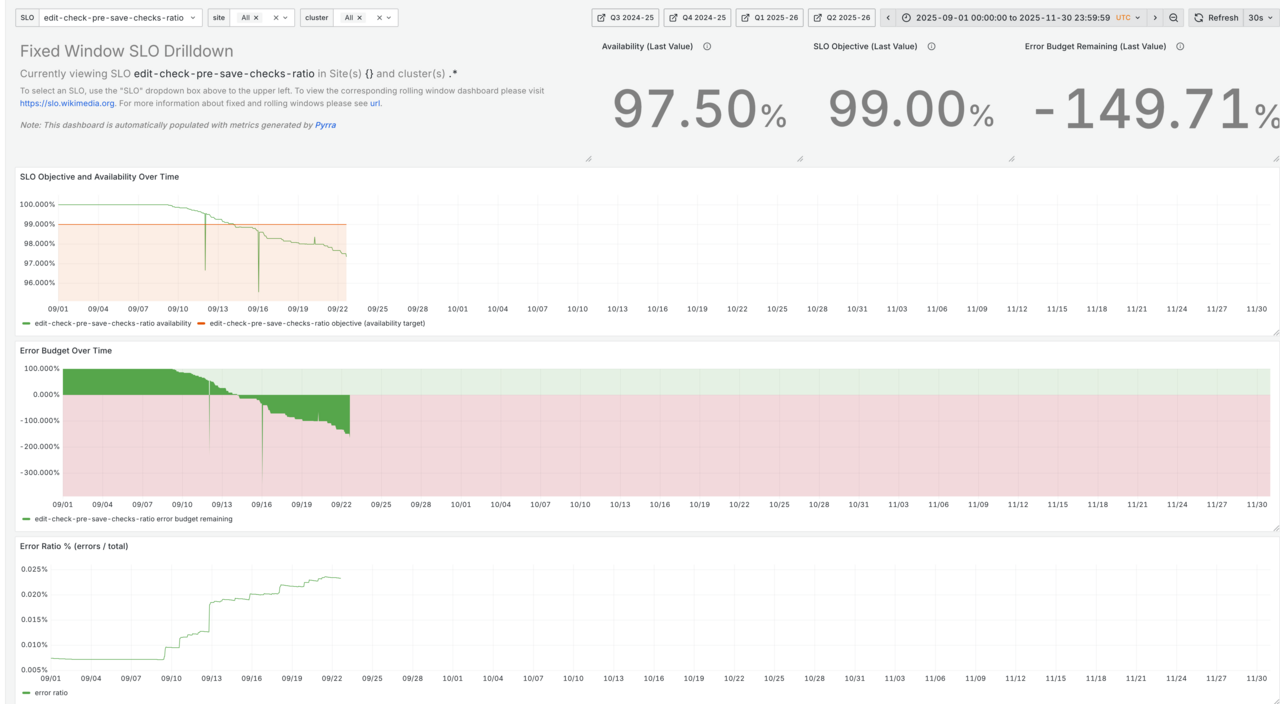 SLO edit-check-pre-save-checks-ratio site All × × cluster All × × Q3 2024-25 Q4 2024-25 Q1 2025-26 Q2 2025-26 2025-09-01 00:00:00 to 2025-11-30 23:59:59 UTC Refresh 30s
Fixed Window SLO Drilldown
Currently viewing SLO edit-check-pre-save-checks-ratio in Site(s) {} and cluster(s) .*
To select an SLO, use the "SLO" dropdown box above to the upper left. To view the corresponding rolling window dashboard please visit
https://slo.wikimedia.org. For more information about fixed and rolling windows please see url.
Note: This dashboard is automatically populated with metrics generated by Pyrra
Availability (Last Value)
97.50%
SLO Objective (Last Value)
99.00%
Error Budget Remaining (Last Value)
-149.71%
SLO Objective and Availability Over Time
100.000%
99.000%
98.000%
97.000%
96.000%
09/01 09/04 09/07 09/10 09/13 09/16 09/19 09/22 09/25 09/28 10/01 10/04 10/07 10/10 10/13 10/16 10/19 10/22 10/25 10/28 10/31 11/03 11/06 11/09 11/12 11/15 11/18 11/21 11/24 11/27 11/30
edit-check-pre-save-checks-ratio availability edit-check-pre-save-checks-ratio objective (availability target)
Error Budget Over Time
100.000%
0.000%
-100.000%
-200.000%
-300.000%
09/01 09/04 09/07 09/10 09/13 09/16 09/19 09/22 09/25 09/28 10/01 10/04 10/07 10/10 10/13 10/16 10/19 10/22 10/25 10/28 10/31 11/03 11/06 11/09 11/12 11/15 11/18 11/21 11/24 11/27 11/30
edit-check-pre-save-checks-ratio error budget remaining
Error Ratio % (errors / total)
0.025%
0.020%
0.015%
0.010%
0.005%
09/01 09/04 09/07 09/10 09/13 09/16 09/19 09/22 09/25 09/28 10/01 10/04 10/07 10/10 10/13 10/16 10/19 10/22 10/25 10/28 10/31 11/03 11/06 11/09 11/12 11/15 11/18 11/21 11/24 11/27 11/30
error ratio